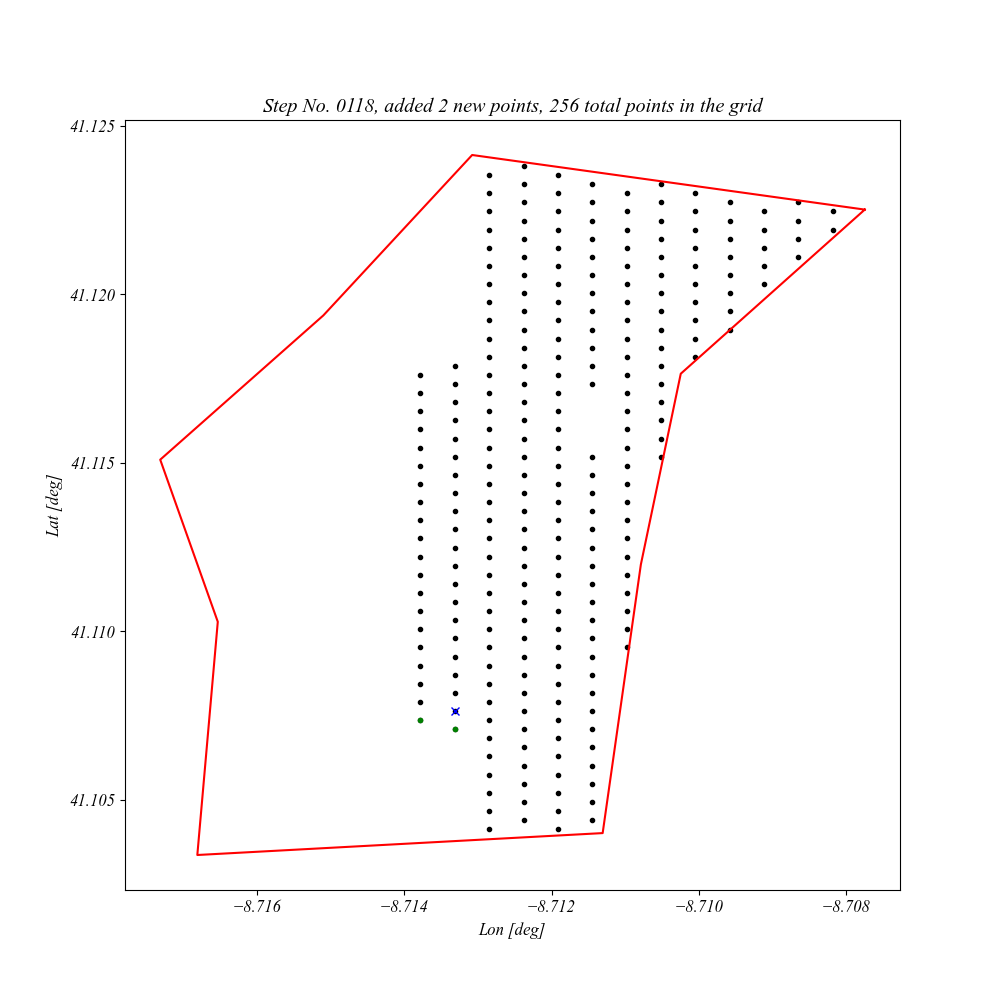 Step No. 0118, added 2 new points, 256 total points in the grid
41.125
41.120
41.115
41.110
41.105
Lat [deg]
−8.716 −8.714 −8.712 −8.710 −8.708
Lon [deg]